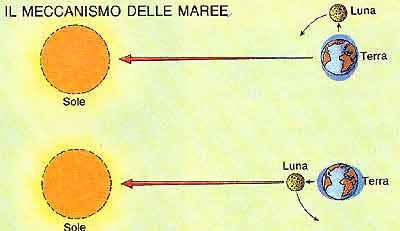 IL MECCANISMO DELLE MAREE
Luna
Terra
Sole
Luna
Terra
Sole